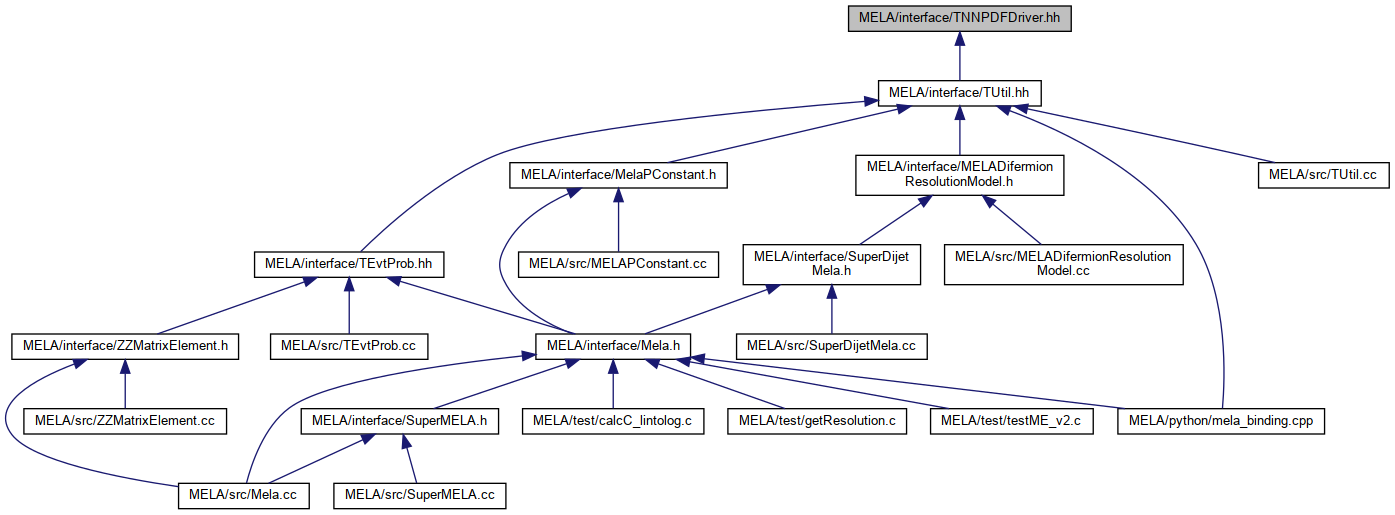 MELA/interface/TNNPDFDriver.hh
MELA/interface/TUtil.hh
MELA/interface/MelaPConstant.h
MELA/interface/MELADifermion
ResolutionModel.h
MELA/src/TUtil.cc
MELA/interface/TEvtProb.hh
MELA/src/MELAPConstant.cc
MELA/interface/SuperDijet
Mela.h
MELA/src/MELADifermionResolution
Model.cc
MELA/interface/ZZMatrixElement.h
MELA/src/TEvtProb.cc
MELA/interface/Mela.h
MELA/src/SuperDijetMela.cc
MELA/src/ZZMatrixElement.cc
MELA/interface/SuperMELA.h
MELA/test/calcC_lintolog.c
MELA/test/getResolution.c
MELA/test/testME_v2.c
MELA/python/mela_binding.cpp
MELA/src/Mela.cc
MELA/src/SuperMELA.cc